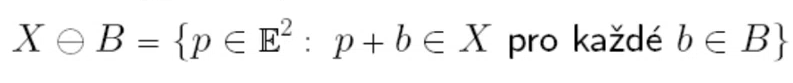 X ⊖ B = {p ∈ 𝔼² : p + b ∈ X pro každé b ∈ B}